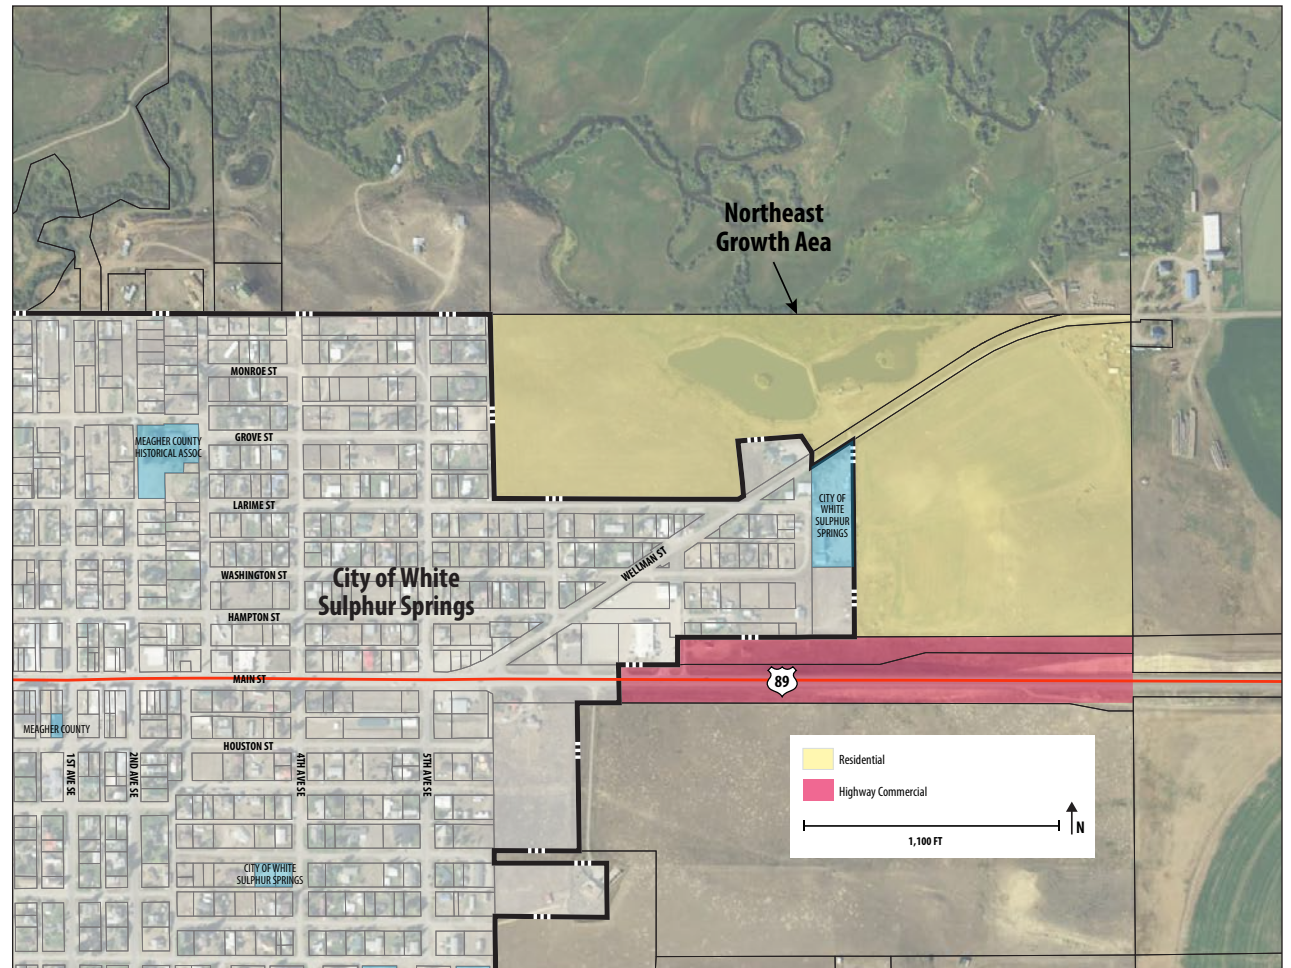 Northeast
Growth Aea
MONROE ST
GROVE ST
MEAGHER COUNTY
HISTORICAL ASSOC
LARIME ST
CITY OF
WHITE
SULPHUR
SPRINGS
WELLMAN ST
WASHINGTON ST
City of White
Sulphur Springs
HAMPTON ST
MAIN ST
89
MEAGHER COUNTY
HOUSTON ST
1ST AVE SE
2ND AVE SE
4TH AVE SE
5TH AVE SE
Residential
Highway Commercial
N
1,100 FT
CITY OF WHITE
SULPHUR SPRINGS